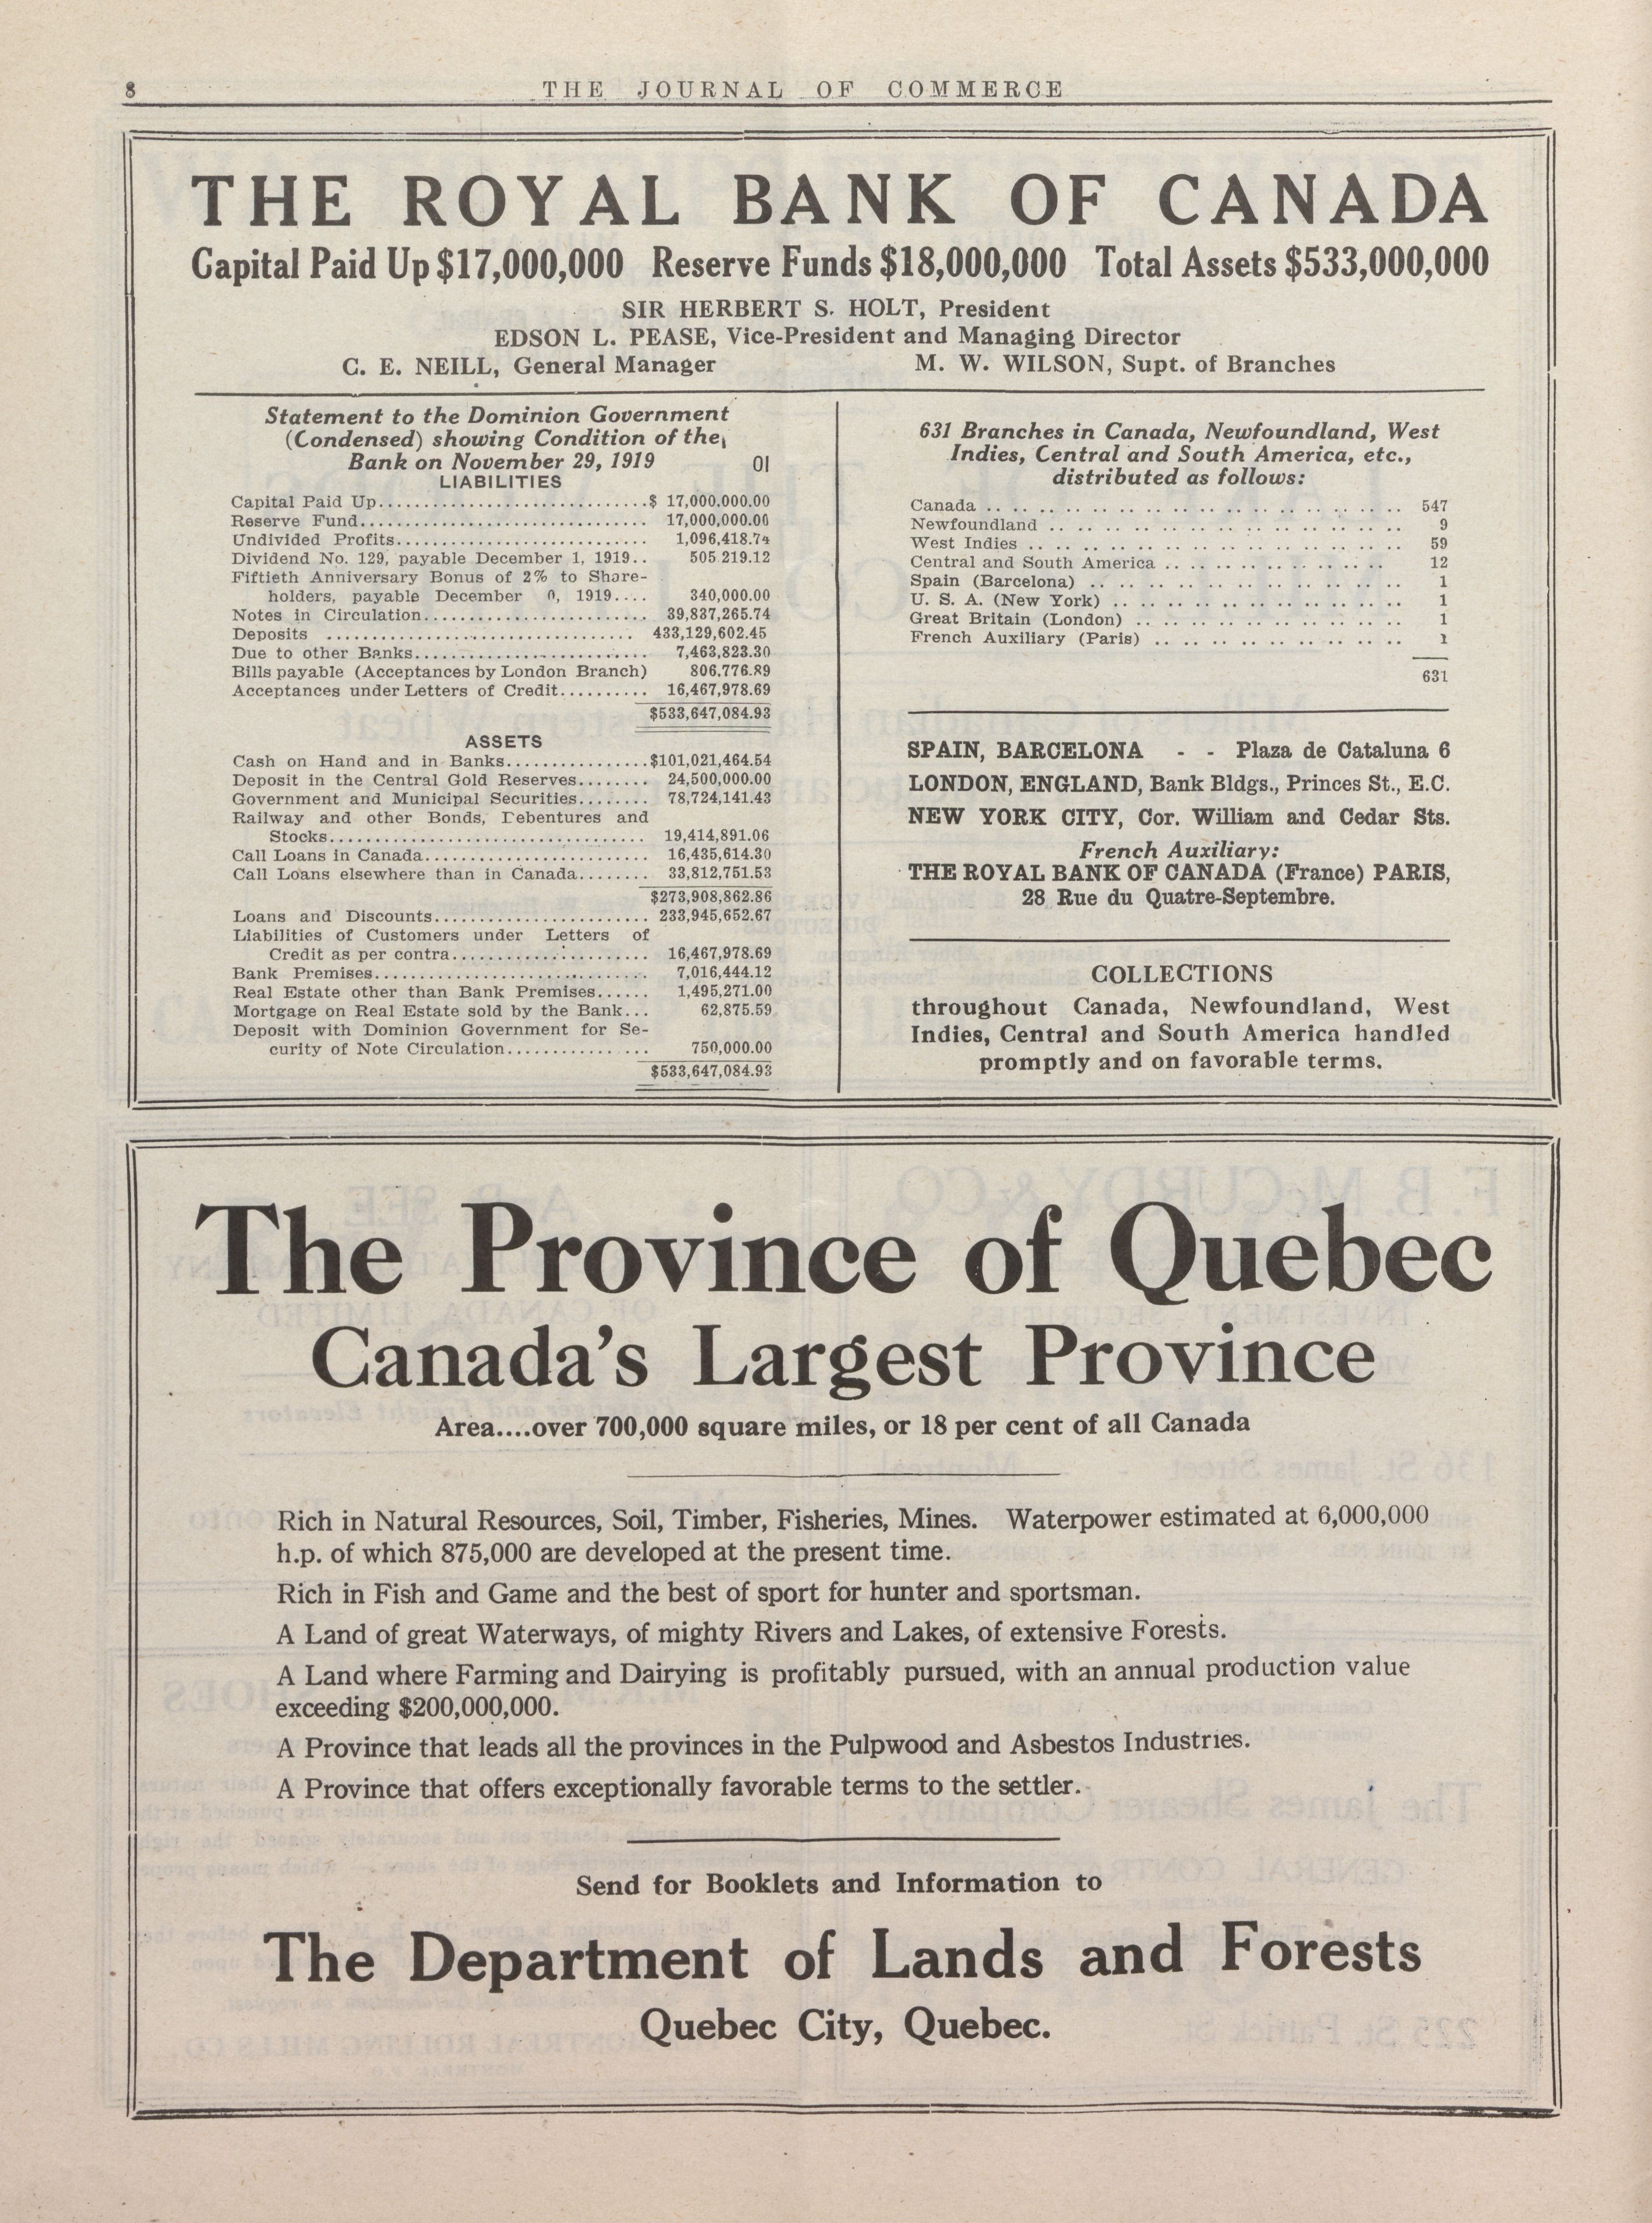 8
THE JOURNAL OF COMMERCE
THE ROYAL BANK OF CANADA
Capital Paid Up $17,000,000 Reserve Funds $18,000,000 Total Assets $533,000,000
SIR HERBERT S. HOLT, President
EDSON L. PEASE, Vice-President and Managing Director
C. E. NEILL, General Manager M. W. WILSON, Supt. of Branches
Statement to the Dominion Government
(Condensed) showing Condition of the
Bank on November 29, 1919
LIABILITIES
Capital Paid Up..............................$ 17,000.000.00
Reserve Fund................................ 17,000,000.00
Undivided Profits............................ 1,096,418.74
Dividend No. 129, payable December 1, 1919.. 505 219.12
Fiftieth Anniversary Bonus of 2% to Share-
holders, payable December 0, 1919.... 340,000.00
Notes in Circulation......................... 39,837,265.74
Deposits .................................. 433,129,602.45
Due to other Banks.......................... 7,463,823.30
Bills payable (Acceptances by London Branch) 806,776.89
Acceptances under Letters of Credit.......... 16,467,978.69
$533,647,084.93
ASSETS
Cash on Hand and in Banks................$101,021,464.54
Deposit in the Central Gold Reserves........ 24,500,000.00
Government and Municipal Securities........ 78,724,141.43
Railway and other Bonds, Debentures and
Stocks................................... 19,414,891.06
Call Loans in Canada......................... 16,435,614.30
Call Loans elsewhere than in Canada........ 33,812,751.53
$273,908,862.86
Loans and Discounts........................ 233,945,652.67
Liabilities of Customers under Letters of
Credit as per contra...................... 16,467,978.69
Bank Premises............................... 7,016,444.12
Real Estate other than Bank Premises...... 1,495,271.00
Mortgage on Real Estate sold by the Bank... 62,875.59
Deposit with Dominion Government for Se-
curity of Note Circulation................ 750,000.00
$533,647,084.93
631 Branches in Canada, Newfoundland, West
Indies, Central and South America, etc.,
distributed as follows:
Canada .. .. .. .. .. .. .. .. .. .. .. .. .. .. .. 547
Newfoundland .. .. .. .. .. .. .. .. .. .. .. .. .. 9
West Indies .. .. .. .. .. .. .. .. .. .. .. .. .. .. 59
Central and South America .. .. .. .. .. .. .. .. 12
Spain (Barcelona) .. .. .. .. .. .. .. .. .. .. .. .. 1
U. S. A. (New York) .. .. .. .. .. .. .. .. .. .. .. 1
Great Britain (London) .. .. .. .. .. .. .. .. .. .. 1
French Auxiliary (Paris) .. .. .. .. .. .. .. .. .. 1
631
SPAIN, BARCELONA - - Plaza de Cataluna 6
LONDON, ENGLAND, Bank Bldgs., Princes St., E.C.
NEW YORK CITY, Cor. William and Cedar Sts.
French Auxiliary:
THE ROYAL BANK OF CANADA (France) PARIS,
28 Rue du Quatre-Septembre.
COLLECTIONS
throughout Canada, Newfoundland, West
Indies, Central and South America handled
promptly and on favorable terms.
The Province of Quebec
Canada's Largest Province
Area....over 700,000 square miles, or 18 per cent of all Canada
Rich in Natural Resources, Soil, Timber, Fisheries, Mines. Waterpower estimated at 6,000,000
h.p. of which 875,000 are developed at the present time.
Rich in Fish and Game and the best of sport for hunter and sportsman.
A Land of great Waterways, of mighty Rivers and Lakes, of extensive Forests.
A Land where Farming and Dairying is profitably pursued, with an annual production value
exceeding $200,000,000.
A Province that leads all the provinces in the Pulpwood and Asbestos Industries.
A Province that offers exceptionally favorable terms to the settler.
Send for Booklets and Information to
The Department of Lands and Forests
Quebec City, Quebec.